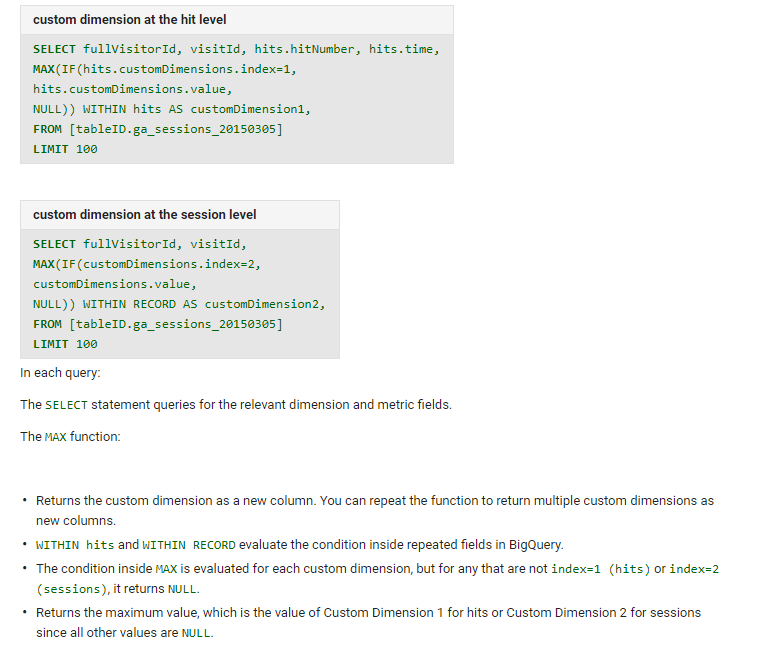 custom dimension at the hit level
SELECT fullVisitorId, visitId, hits.hitNumber, hits.time,
MAX(IF(hits.customDimensions.index=1,
hits.customDimensions.value,
NULL)) WITHIN hits AS customDimension1,
FROM [tableID.ga_sessions_20150305]
LIMIT 100
custom dimension at the session level
SELECT fullVisitorId, visitId,
MAX(IF(customDimensions.index=2,
customDimensions.value,
NULL)) WITHIN RECORD AS customDimension2,
FROM [tableID.ga_sessions_20150305]
LIMIT 100
In each query:
The SELECT statement queries for the relevant dimension and metric fields.
The MAX function:
• Returns the custom dimension as a new column. You can repeat the function to return multiple custom dimensions as
new columns.
• WITHIN hits and WITHIN RECORD evaluate the condition inside repeated fields in BigQuery.
• The condition inside MAX is evaluated for each custom dimension, but for any that are not index=1 (hits) or index=2
(sessions), it returns NULL.
• Returns the maximum value, which is the value of Custom Dimension 1 for hits or Custom Dimension 2 for sessions
since all other values are NULL.